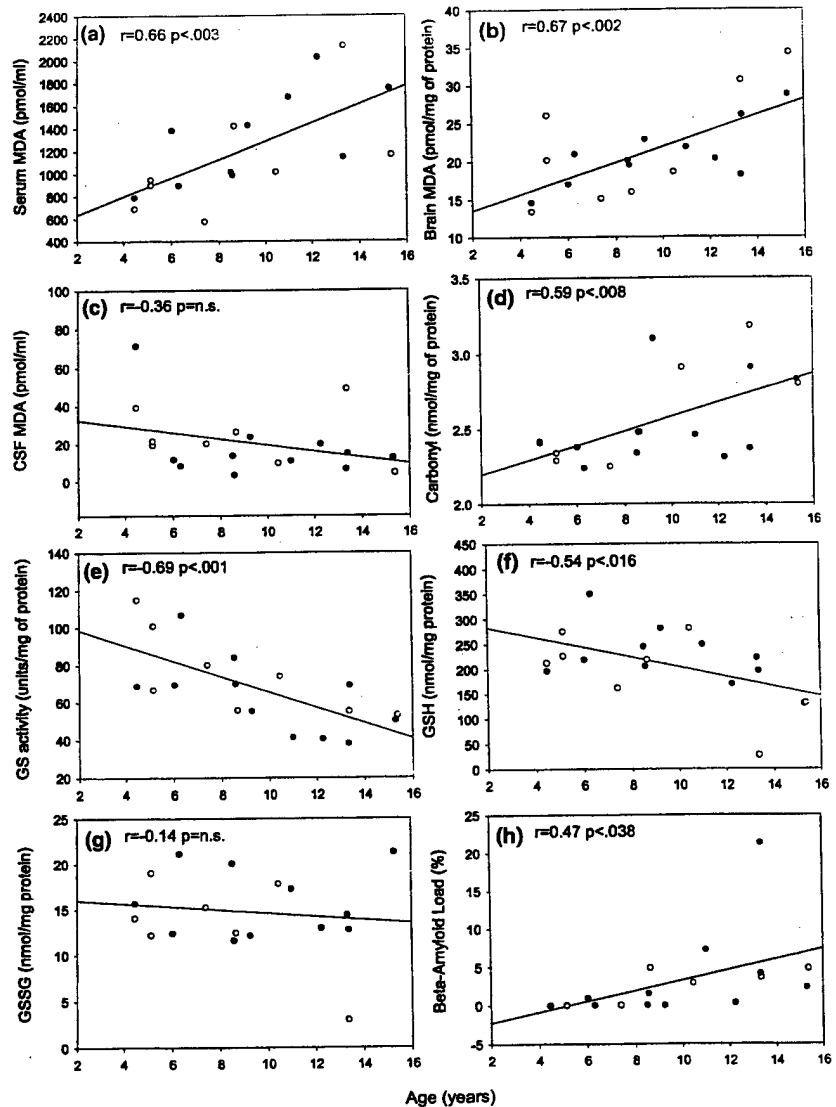 (a) r=0.66 p<.003
Serum MDA (pmol/ml)
2400
2200
2000
1800
1600
1400
1200
1000
800
600
400
2 4 6 8 10 12 14 16
(b) r=0.67 p<.002
Brain MDA (pmol/mg of protein)
40
35
30
25
20
15
10
2 4 6 8 10 12 14 16
(c) r=-0.36 p=n.s.
CSF MDA (pmol/ml)
100
80
60
40
20
0
2 4 6 8 10 12 14 16
(d) r=0.59 p<.008
Carbonyl (nmol/mg of protein)
3.5
3.0
2.5
2.0
2 4 6 8 10 12 14 16
(e) r=-0.69 p<.001
GS activity (units/mg of protein)
140
120
100
80
60
40
20
2 4 6 8 10 12 14 16
(f) r=-0.54 p<.016
GSH (nmol/mg protein)
450
400
350
300
250
200
150
100
50
0
2 4 6 8 10 12 14 16
(g) r=-0.14 p=n.s.
GSSG (nmol/mg protein)
25
20
15
10
5
0
2 4 6 8 10 12 14 16
(h) r=0.47 p<.038
Beta-Amyloid Load (%)
25
20
15
10
5
0
-5
2 4 6 8 10 12 14 16
Age (years)